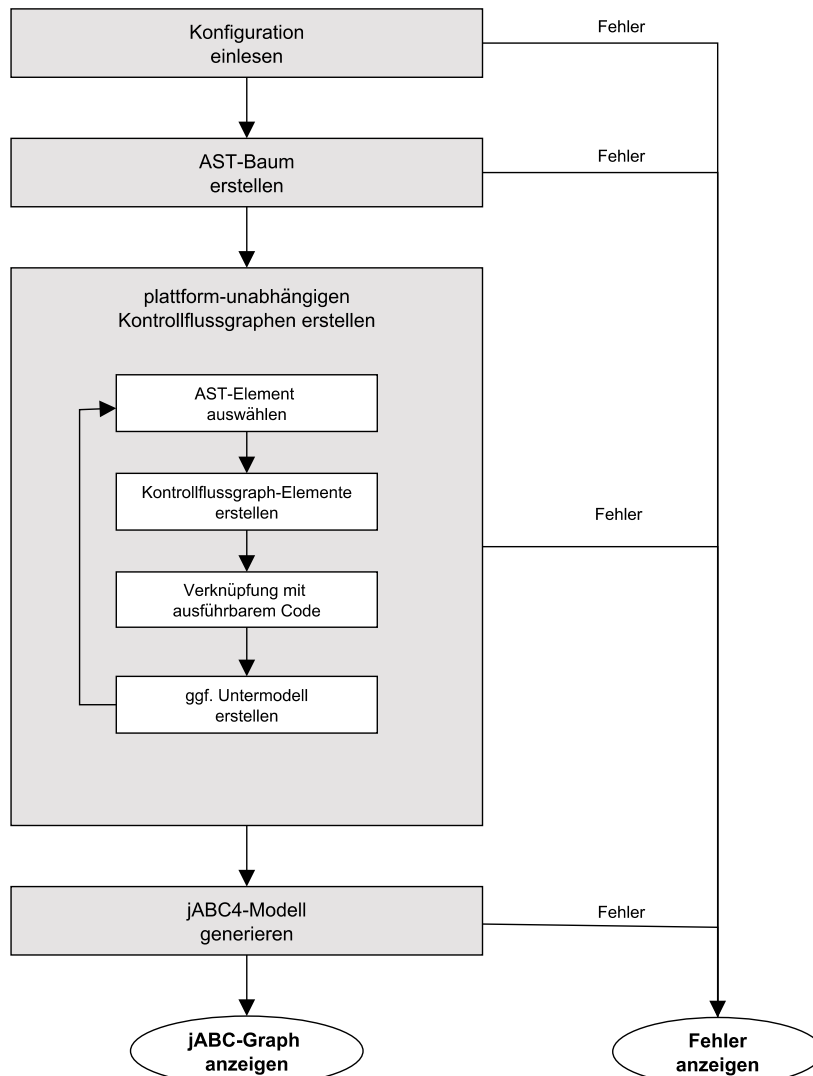 Konfiguration
einlesen
Fehler
AST-Baum
erstellen
Fehler
plattform-unabhängigen
Kontrollflussgraphen erstellen
AST-Element
auswählen
Kontrollflussgraph-Elemente
erstellen
Fehler
Verknüpfung mit
ausführbarem Code
ggf. Untermodell
erstellen
jABC4-Modell
generieren
Fehler
jABC-Graph
anzeigen
Fehler
anzeigen